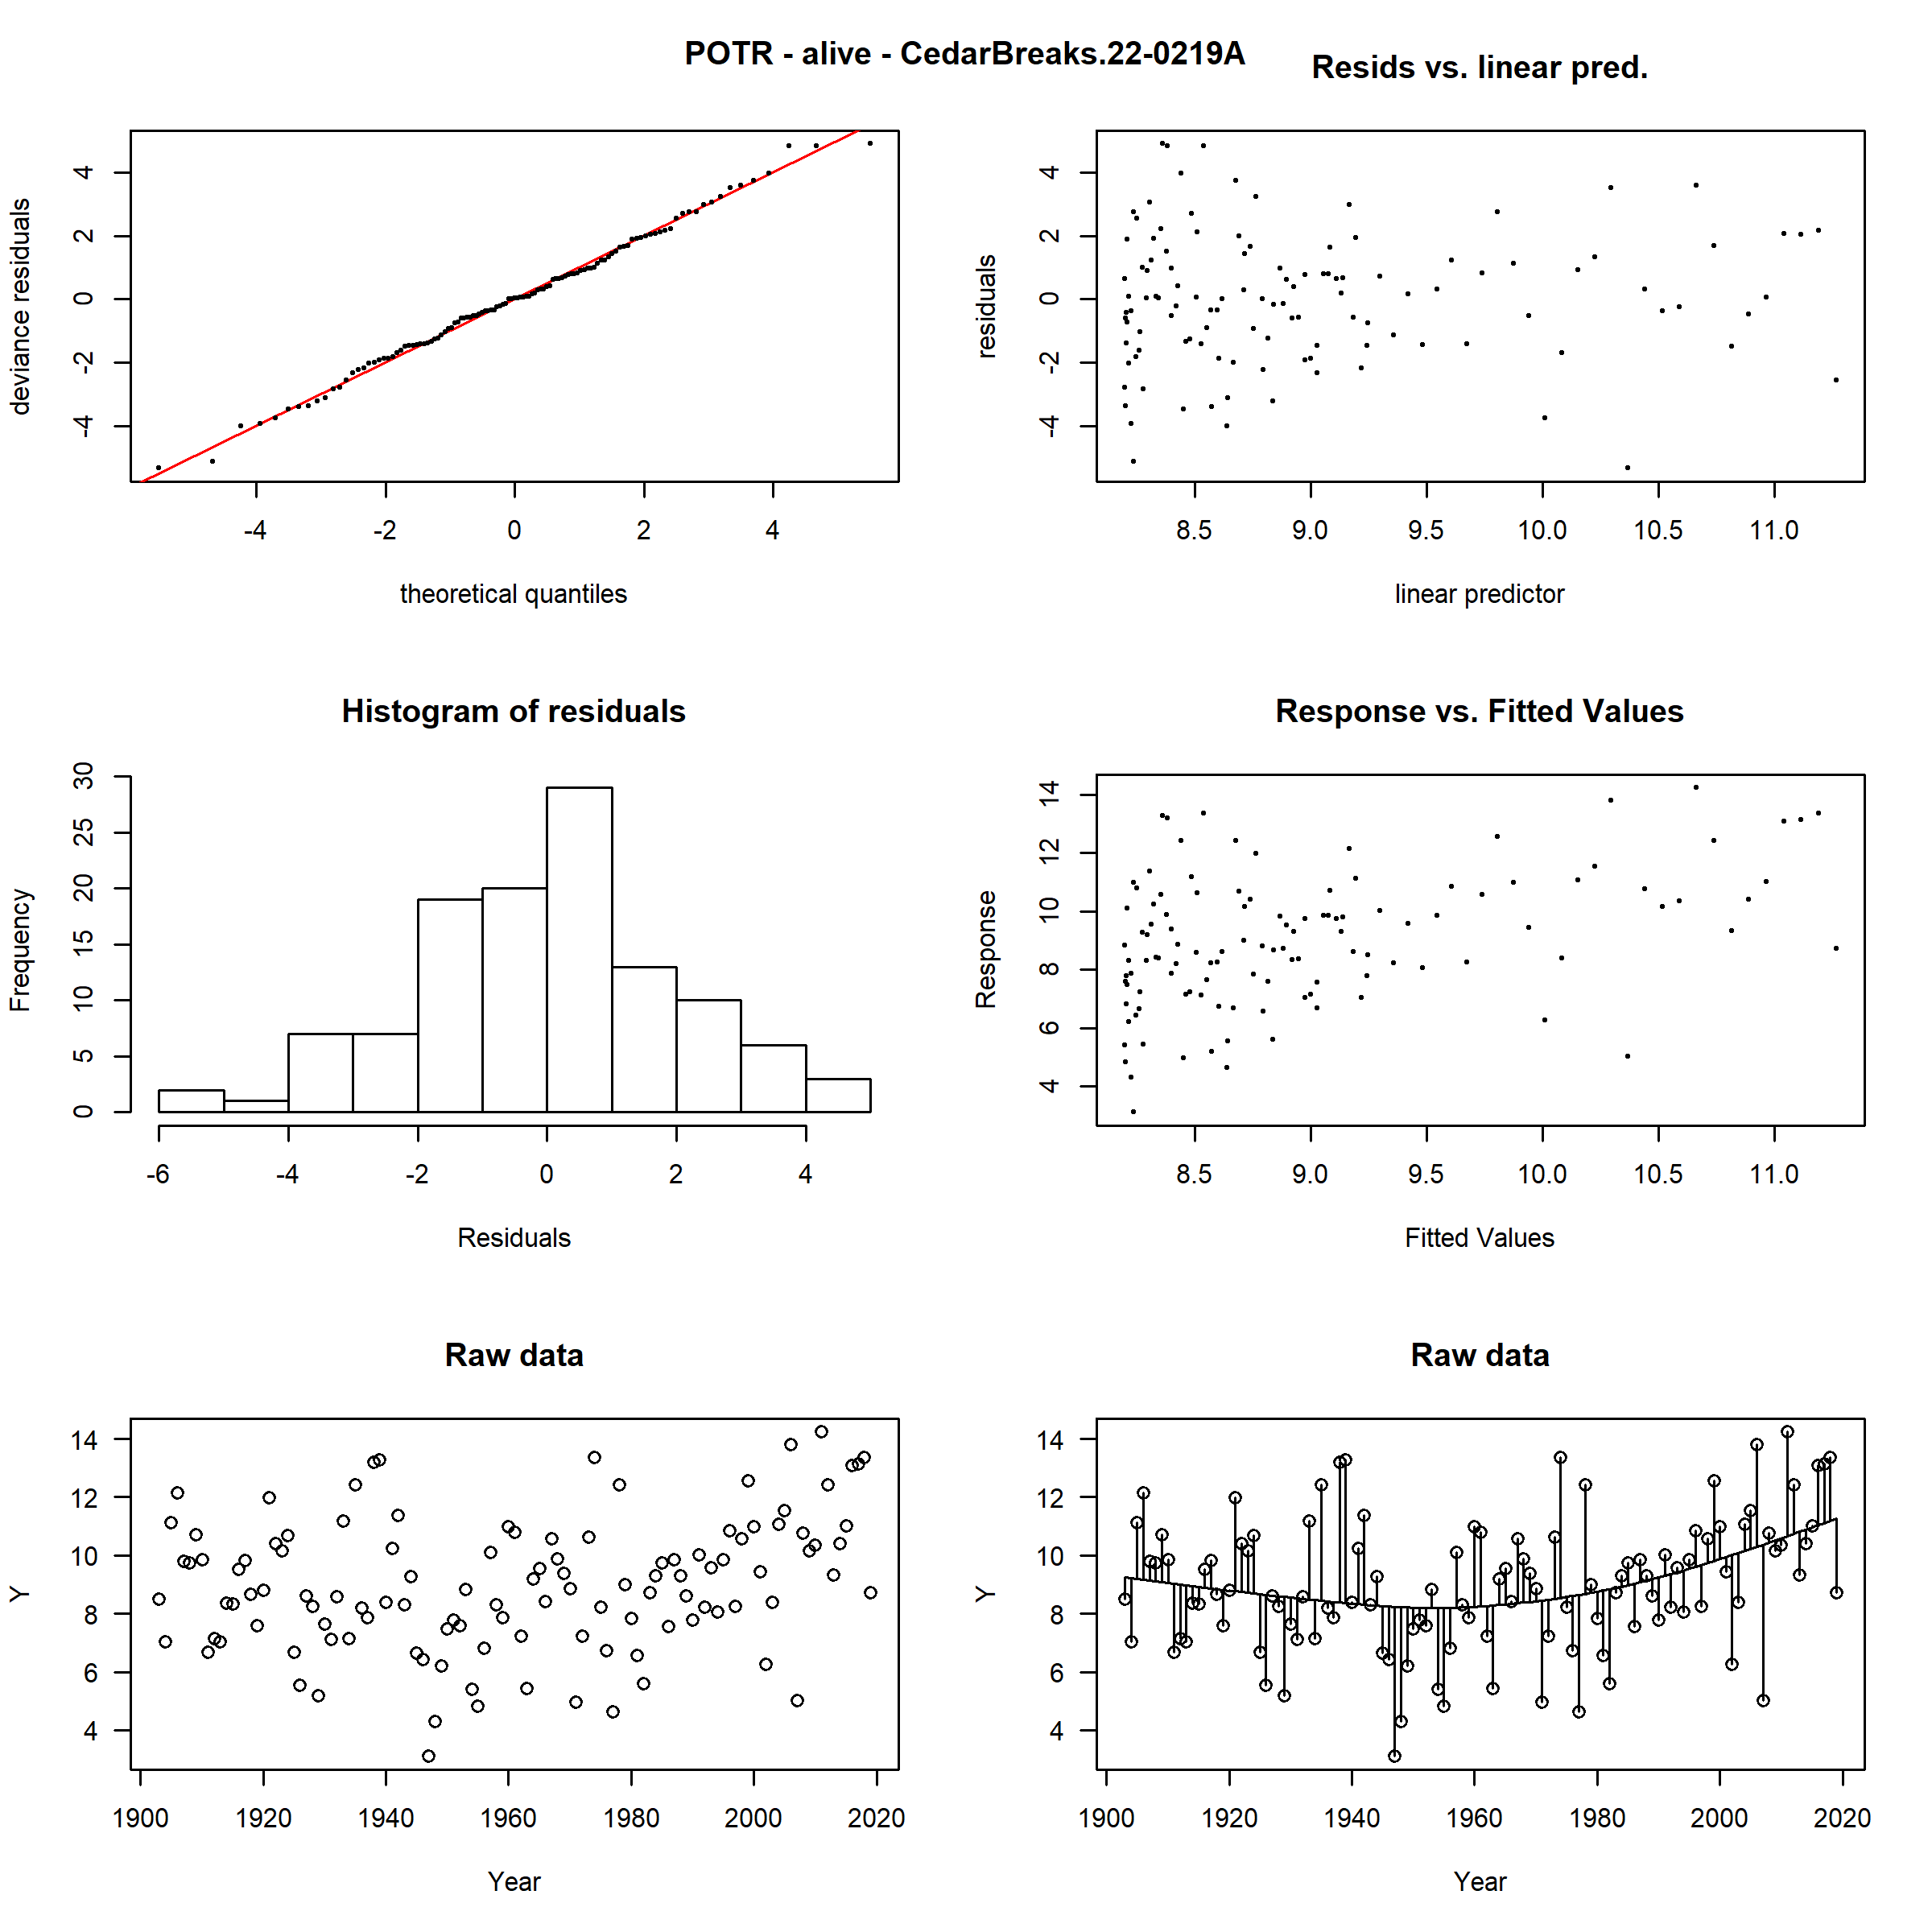 POTR - alive - CedarBreaks.22-0219A
Resids vs. linear pred.
deviance residuals
4
2
0
-2
-4
-4 -2 0 2 4
theoretical quantiles
residuals
4
2
0
-2
-4
8.5 9.0 9.5 10.0 10.5 11.0
linear predictor
Histogram of residuals
Frequency
30
25
20
15
10
5
0
-6 -4 -2 0 2 4
Residuals
Response vs. Fitted Values
Response
14
12
10
8
6
4
8.5 9.0 9.5 10.0 10.5 11.0
Fitted Values
Raw data
Y
14
12
10
8
6
4
1900 1920 1940 1960 1980 2000 2020
Year
Raw data
Y
14
12
10
8
6
4
1900 1920 1940 1960 1980 2000 2020
Year